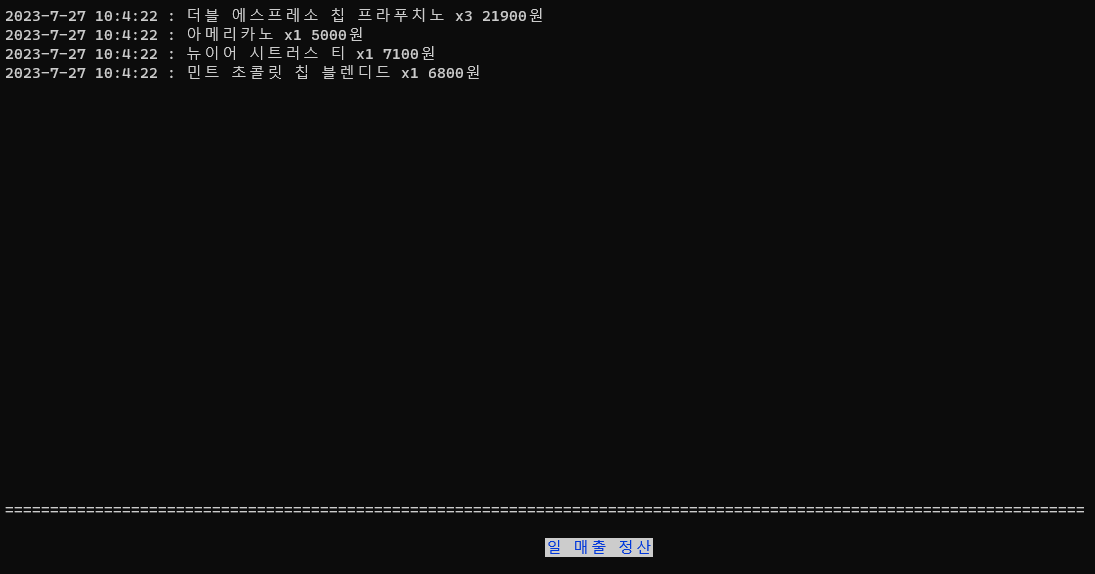 2023-7-27 10:4:22 : 더블 에스프레소 칩 프라푸치노 x3 21900원
2023-7-27 10:4:22 : 아메리카노 x1 5000원
2023-7-27 10:4:22 : 뉴이어 시트러스 티 x1 7100원
2023-7-27 10:4:22 : 민트 초콜릿 칩 블렌디드 x1 6800원
========================================================================================================================
일 매출 정산